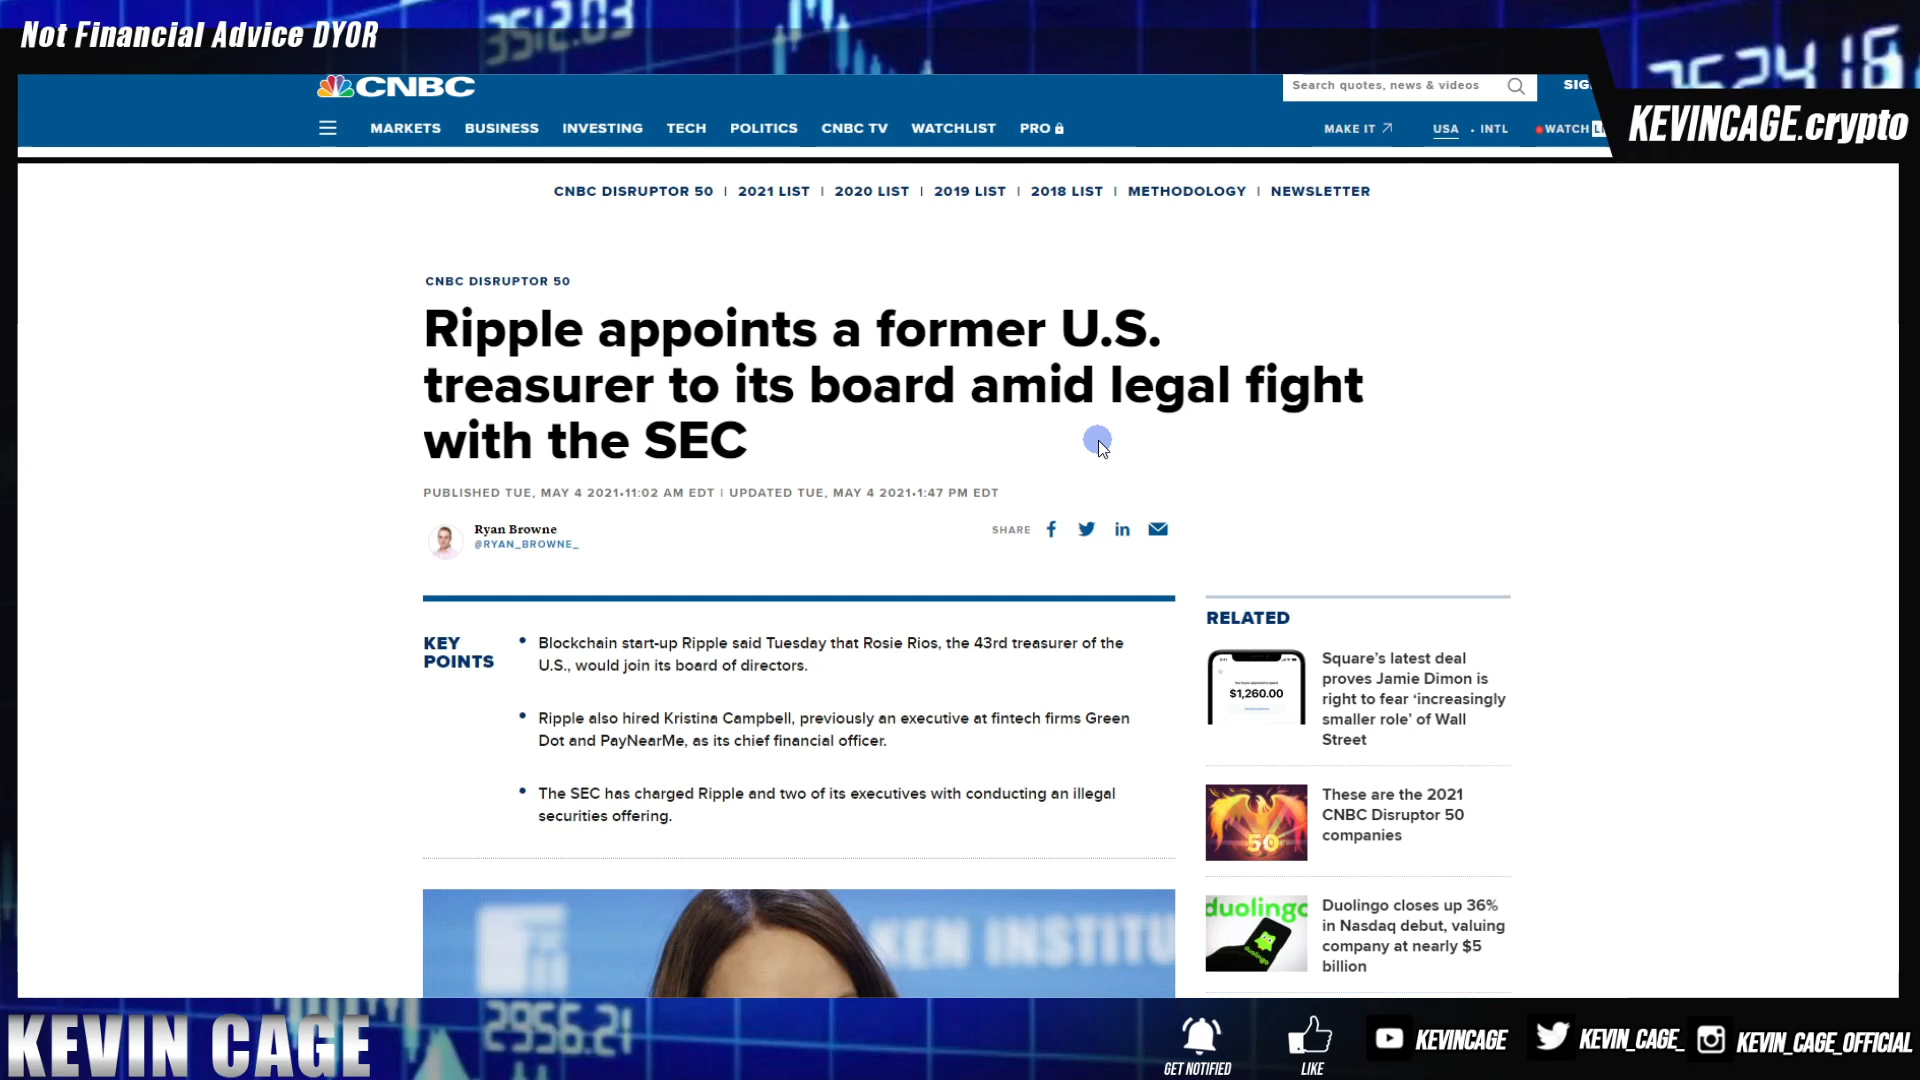 Not Financial Advice DYOR
3512.03
KEVINCAGE.crypto
CNBC
Search quotes, news & videos
MARKETS BUSINESS INVESTING TECH POLITICS CNBC TV WATCHLIST PRO
MAKE IT USA • INTL WATCH
CNBC DISRUPTOR 50 | 2021 LIST | 2020 LIST | 2019 LIST | 2018 LIST | METHODOLOGY | NEWSLETTER
CNBC DISRUPTOR 50
Ripple appoints a former U.S.
treasurer to its board amid legal fight
with the SEC
PUBLISHED TUE, MAY 4 2021•11:02 AM EDT | UPDATED TUE, MAY 4 2021•1:47 PM EDT
Ryan Browne
@RYAN_BROWNE_
SHARE
KEY
POINTS
Blockchain start-up Ripple said Tuesday that Rosie Rios, the 43rd treasurer of the
U.S., would join its board of directors.
Ripple also hired Kristina Campbell, previously an executive at fintech firms Green
Dot and PayNearMe, as its chief financial officer.
The SEC has charged Ripple and two of its executives with conducting an illegal
securities offering.
RELATED
$1,260.00
Square's latest deal
proves Jamie Dimon is
right to fear ‘increasingly
smaller role’ of Wall
Street
50
These are the 2021
CNBC Disruptor 50
companies
duolingo
Duolingo closes up 36%
in Nasdaq debut, valuing
company at nearly $5
billion
KEN INSTITU
KEVIN CAGE
2956.21
GET NOTIFIED
LIKE
KEVINCAGE
KEVIN_CAGE_
KEVIN_CAGE_OFFICIAL